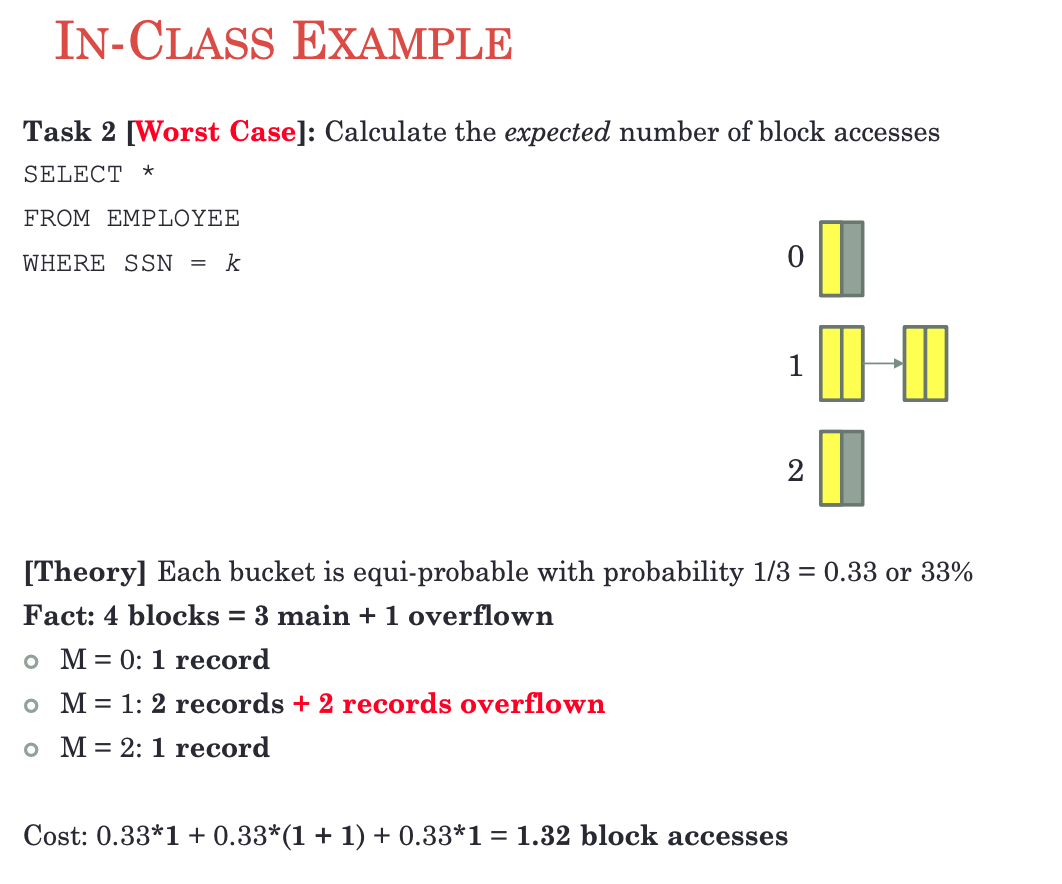 IN-CLASS EXAMPLE
Task 2 [Worst Case]: Calculate the expected number of block accesses
SELECT *
FROM EMPLOYEE
WHERE SSN = k
0
1
2
[Theory] Each bucket is equi-probable with probability 1/3 = 0.33 or 33%
Fact: 4 blocks = 3 main + 1 overflown
M = 0: 1 record
M = 1: 2 records + 2 records overflown
M = 2: 1 record
Cost: 0.33*1 + 0.33*(1 + 1) + 0.33*1 = 1.32 block accesses